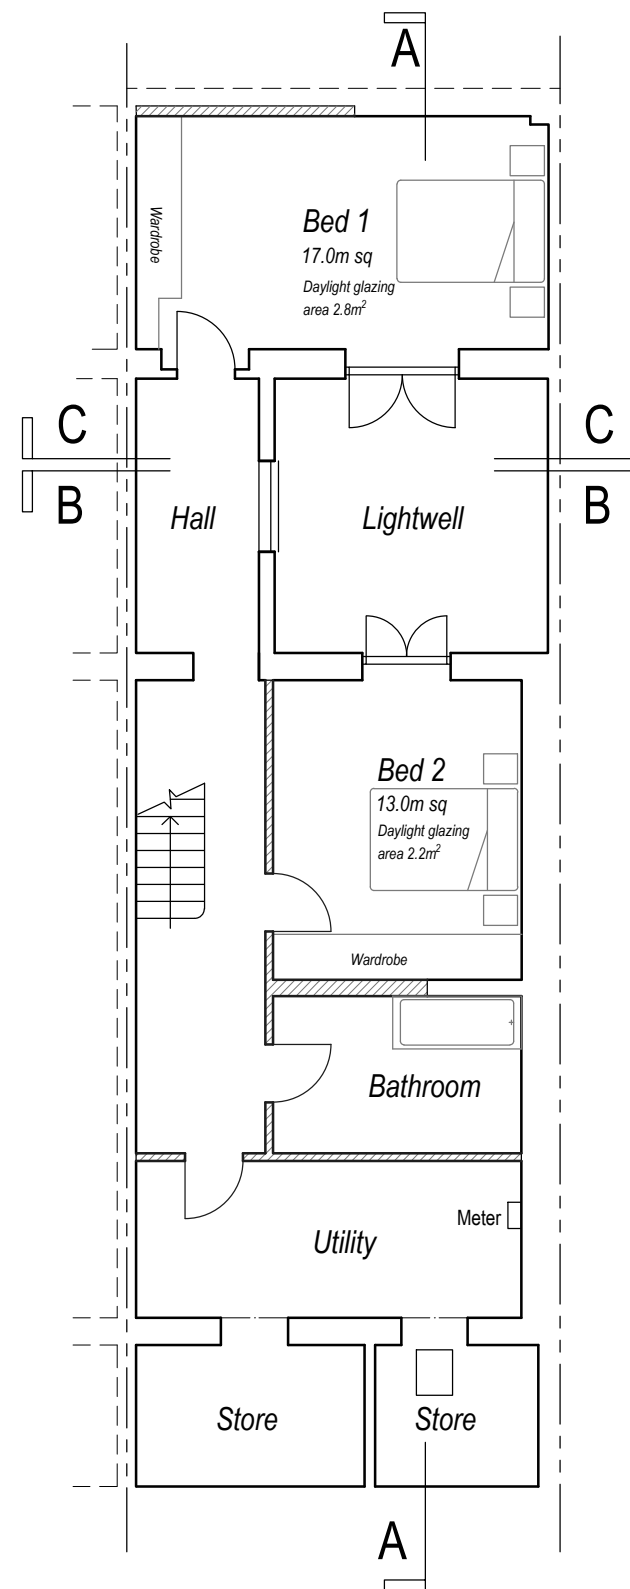 A
Bed 1
17.0m sq
Daylight glazing
area 2.8m²
Wardrobe
C
C
B
B
Hall
Lightwell
Bed 2
13.0m sq
Daylight glazing
area 2.2m²
Wardrobe
Bathroom
Meter
Utility
Store
Store
A